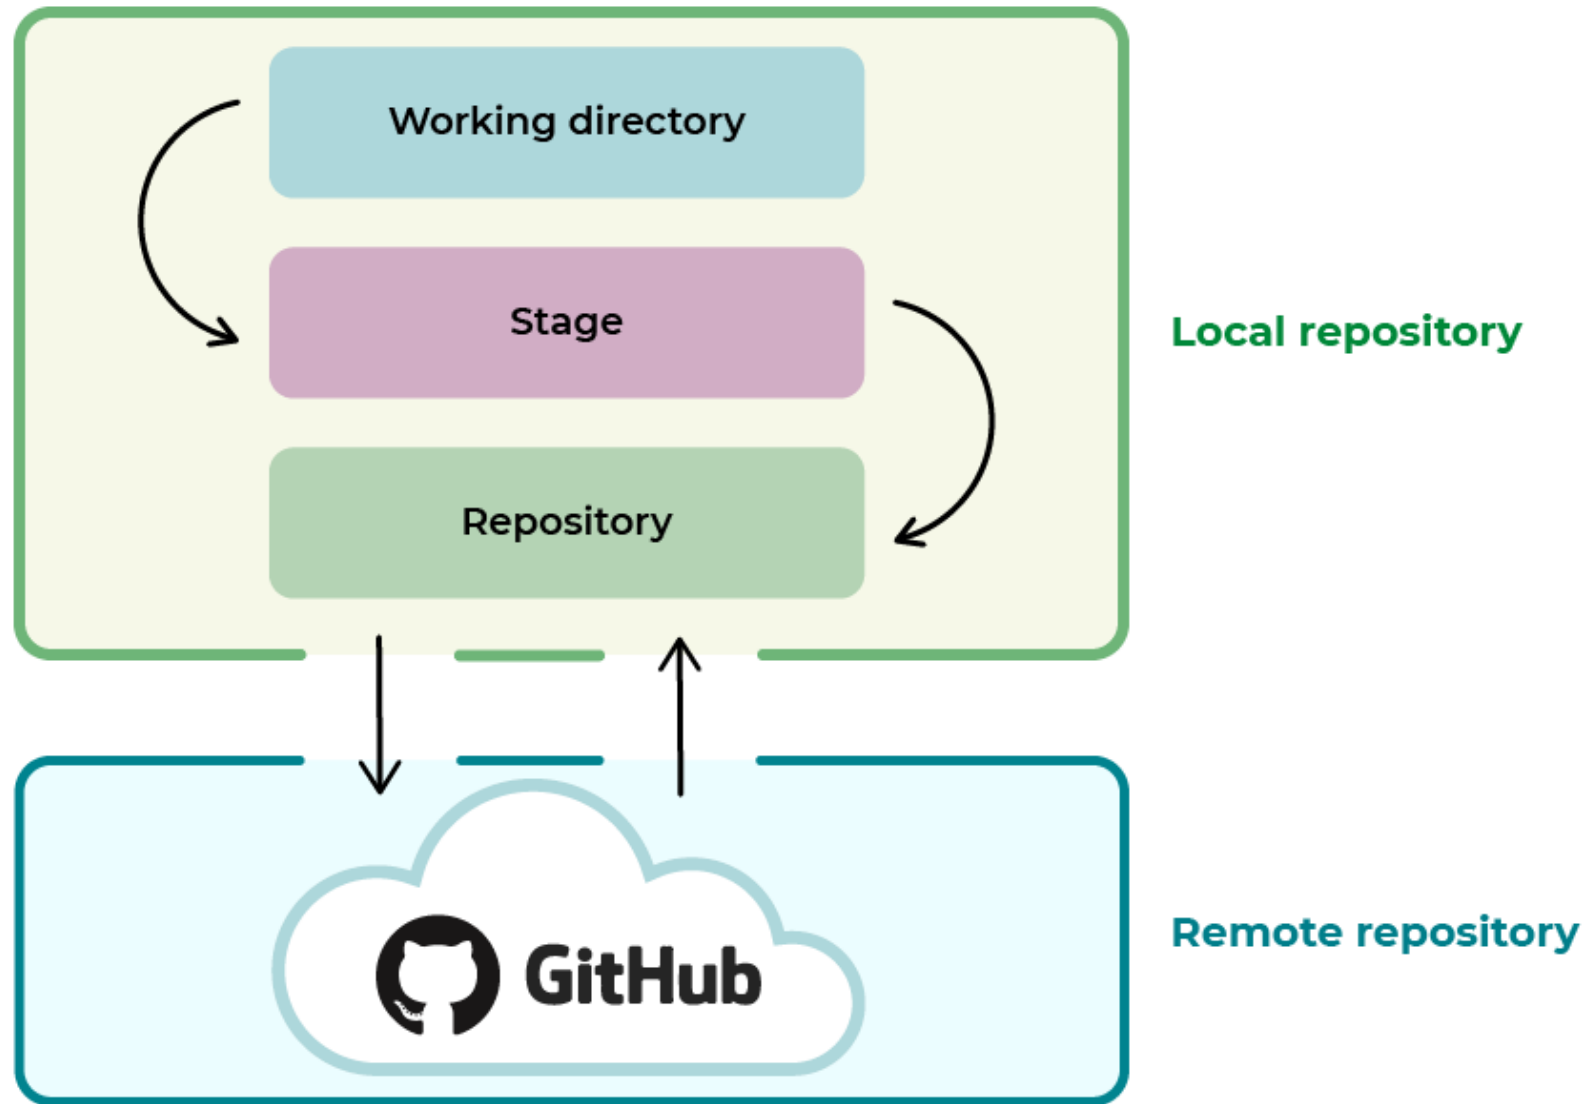 Working directory
Stage
Local repository
Repository
GitHub
Remote repository